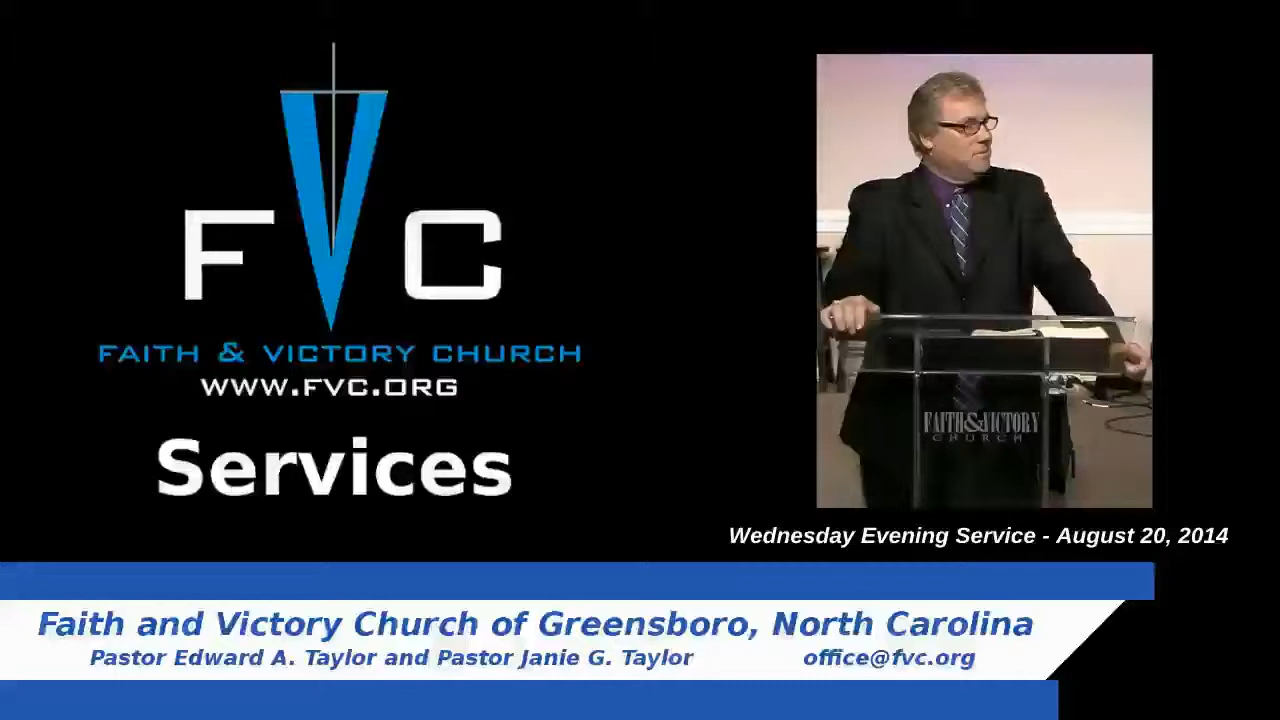 F V C
FAITH & VICTORY CHURCH
WWW.FVC.ORG
Services
FAITH&VICTORY
CHURCH
Wednesday Evening Service - August 20, 2014
Faith and Victory Church of Greensboro, North Carolina
Pastor Edward A. Taylor and Pastor Janie G. Taylor office@fvc.org